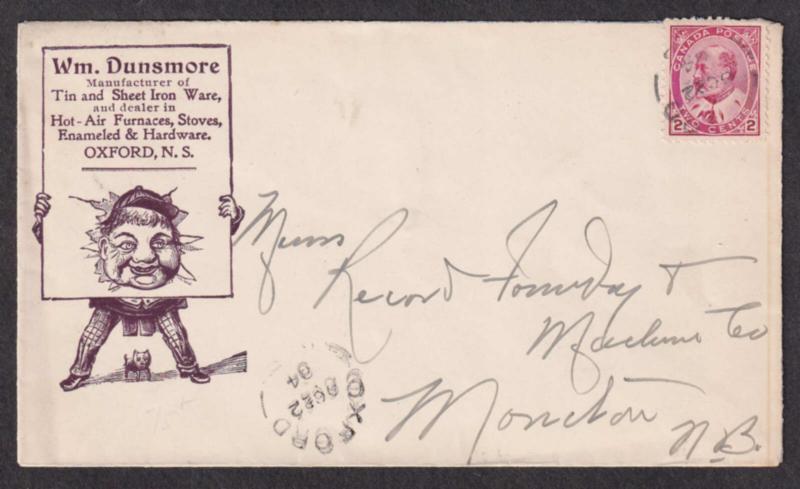 Wm. Dunsmore
Manufacturer of
Tin and Sheet Iron Ware,
and dealer in
Hot-Air Furnaces, Stoves,
Enameled & Hardware.
OXFORD, N. S.
CANADA POSTAGE
2 TWO CENTS 2
Messrs
Record Foundry &
Machine Co
Moncton
N.B.
OXFORD
22
04